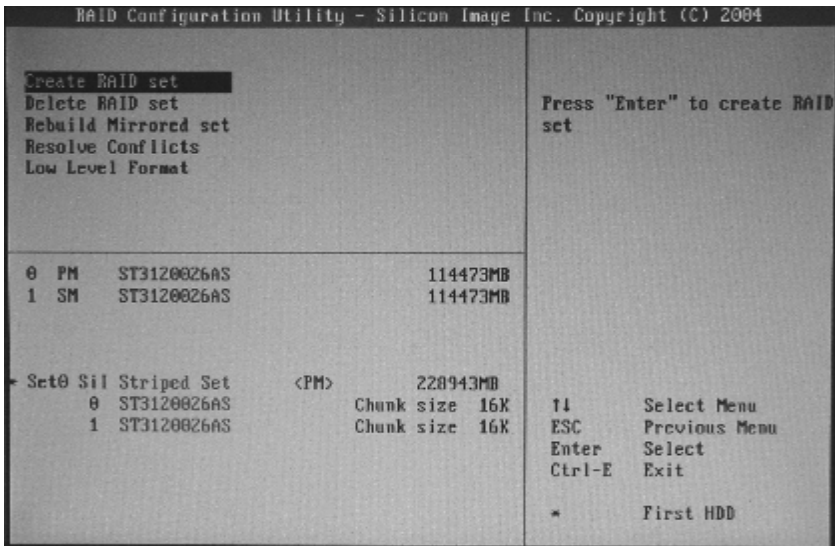 RAID Configuration Utility - Silicon Image Inc. Copyright (C) 2004
Create RAID set
Delete RAID set
Rebuild Mirrored set
Resolve Conflicts
Low Level Format
Press "Enter" to create RAID
set
0 PM ST3120026AS 114473MB
1 SM ST3120026AS 114473MB
* Set0 SiI Striped Set <PM> 228943MB
0 ST3120026AS Chunk size 16K
1 ST3120026AS Chunk size 16K
↑↓ Select Menu
ESC Previous Menu
Enter Select
Ctrl-E Exit
* First HDD